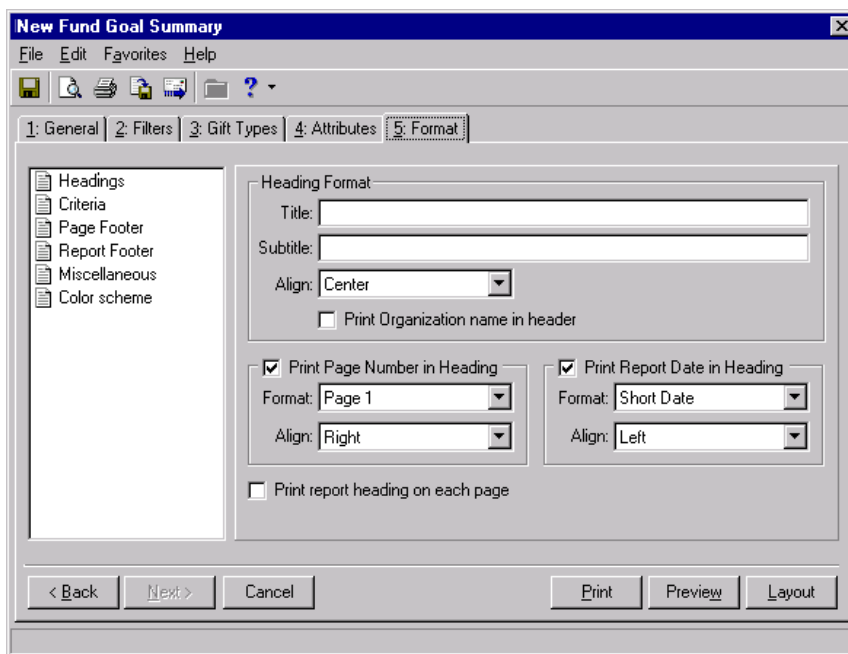 New Fund Goal Summary
File Edit Favorites Help
1: General 2: Filters 3: Gift Types 4: Attributes 5: Format
Headings
Criteria
Page Footer
Report Footer
Miscellaneous
Color scheme
Heading Format
Title:
Subtitle:
Align: Center
Print Organization name in header
Print Page Number in Heading
Format: Page 1
Align: Right
Print Report Date in Heading
Format: Short Date
Align: Left
Print report heading on each page
< Back Next > Cancel Print Preview Layout